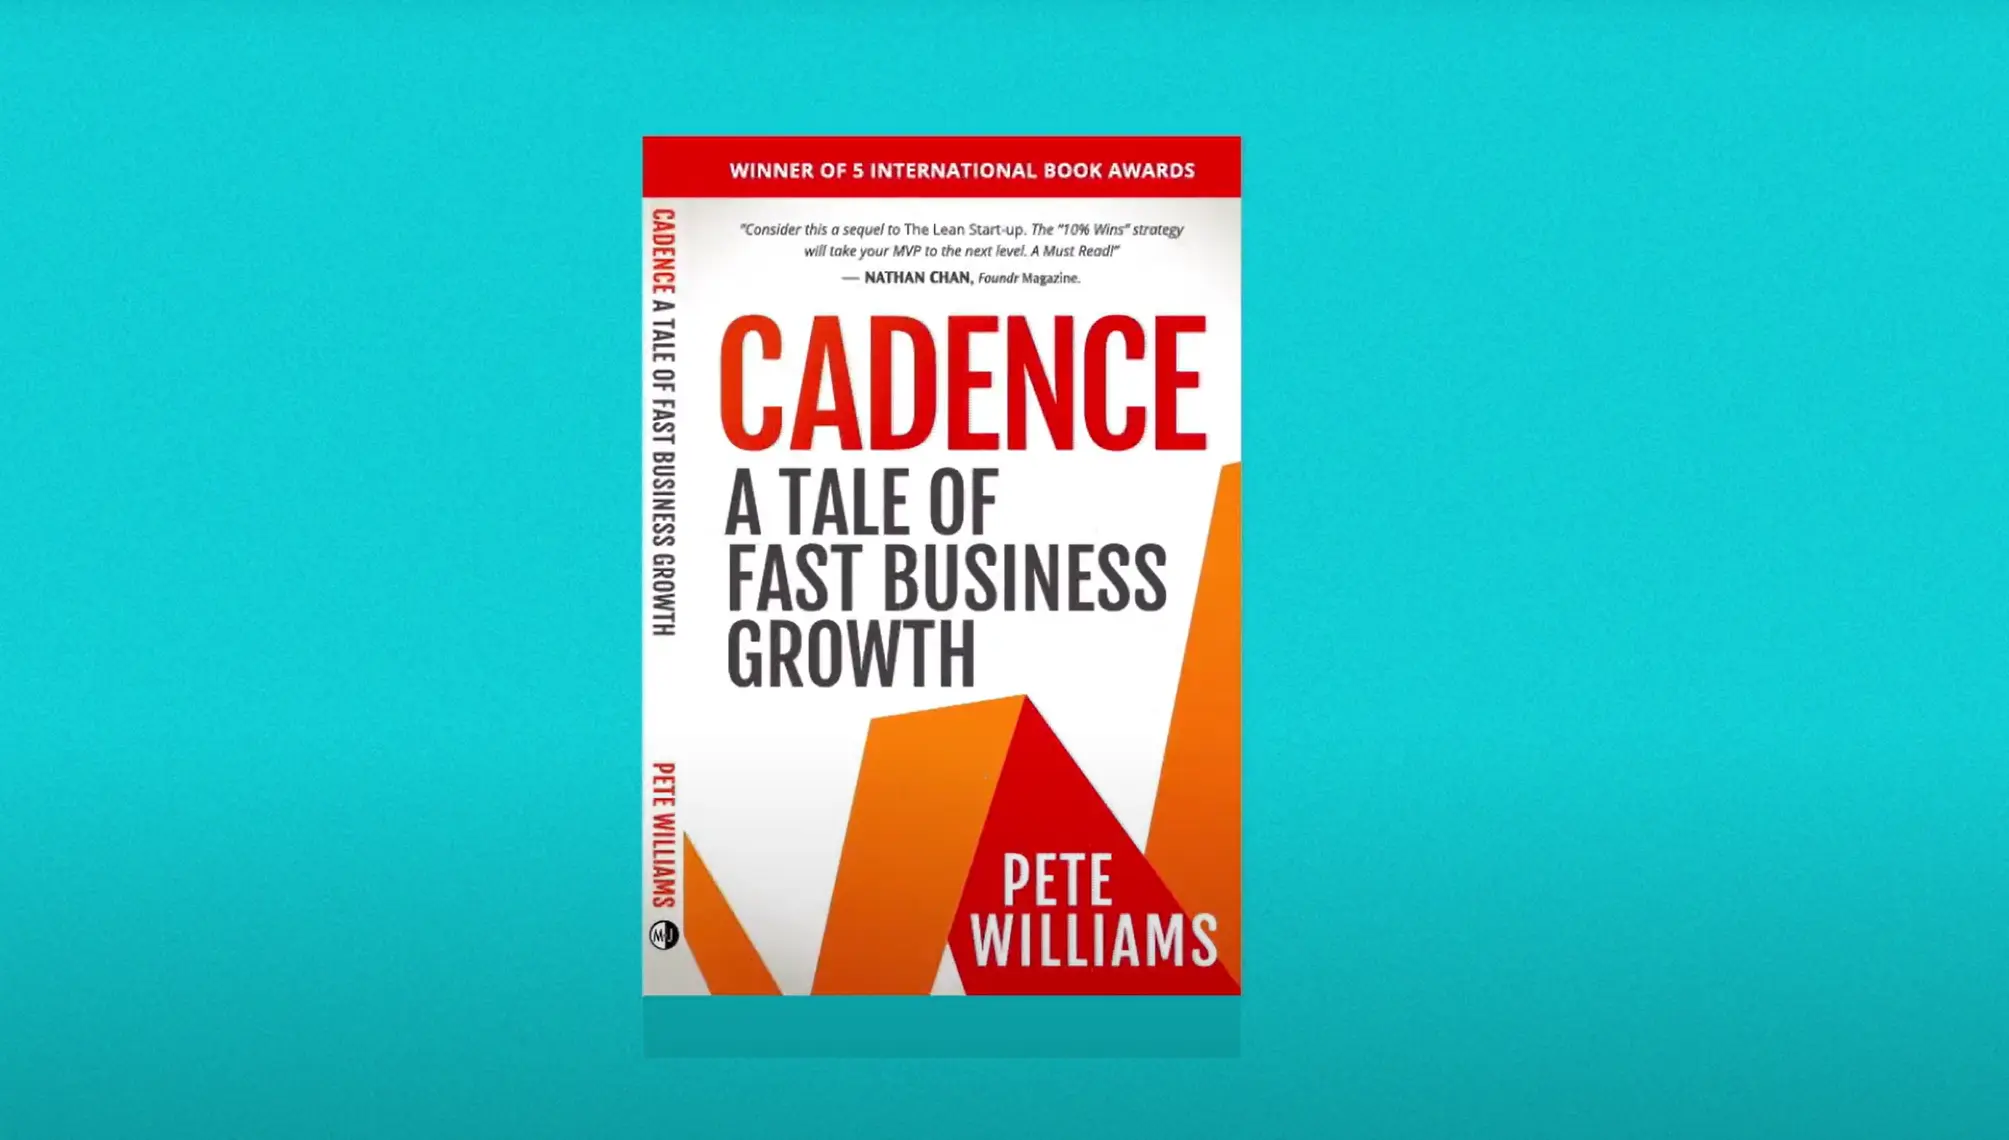 WINNER OF 5 INTERNATIONAL BOOK AWARDS
"Consider this a sequel to The Lean Start-up. The "10% Wins" strategy
will take your MVP to the next level. A Must Read!"
— NATHAN CHAN, Foundr Magazine.
CADENCE
A TALE OF
FAST BUSINESS
GROWTH
PETE
WILLIAMS
CADENCE A TALE OF FAST BUSINESS GROWTH
PETE WILLIAMS
MJ